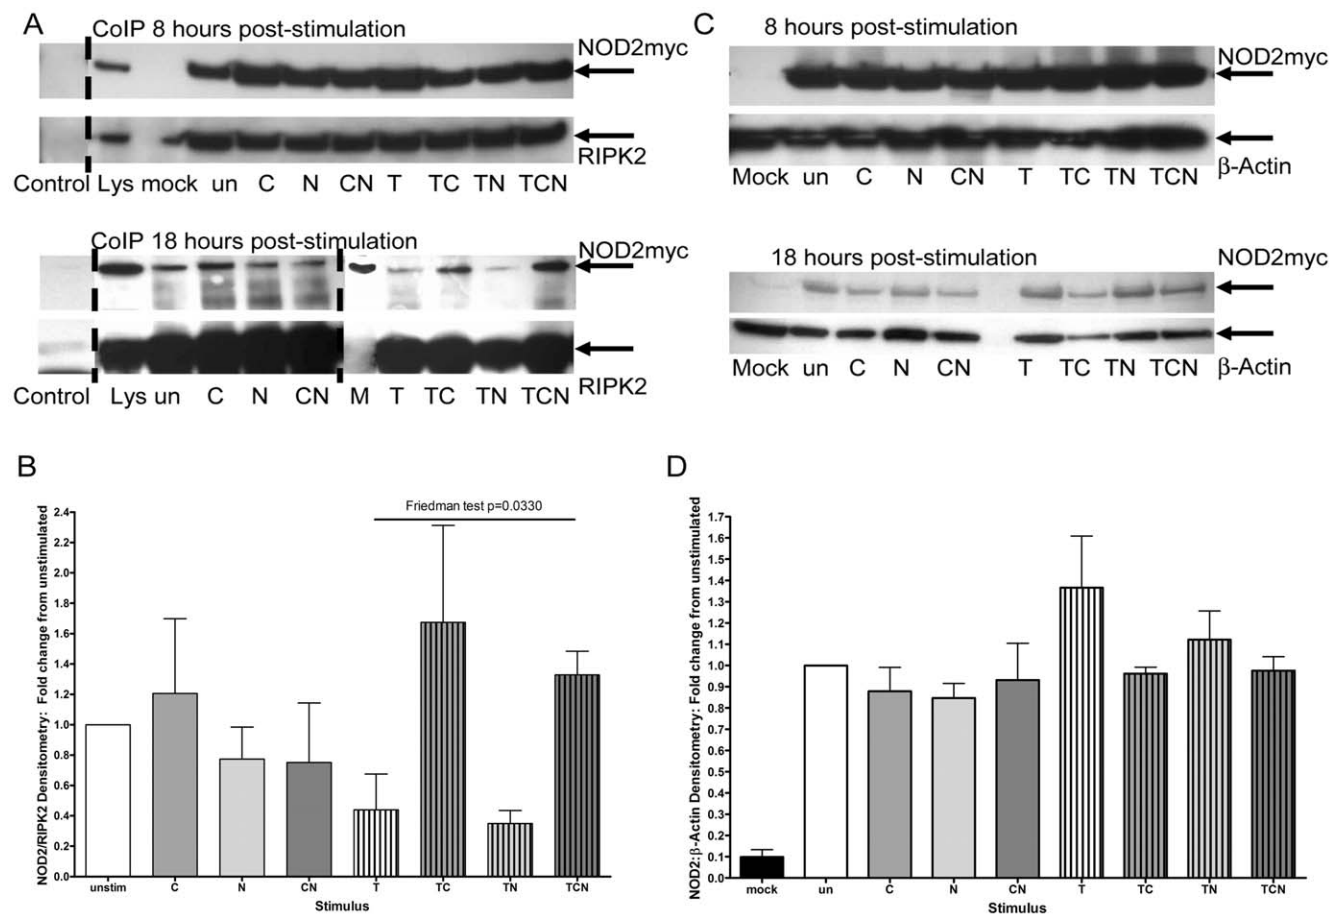 A
CoIP 8 hours post-stimulation
NOD2myc
RIPK2
Control Lys mock un C N CN T TC TN TCN
CoIP 18 hours post-stimulation
NOD2myc
RIPK2
Control Lys un C N CN M T TC TN TCN
C
8 hours post-stimulation
NOD2myc
β-Actin
Mock un C N CN T TC TN TCN
18 hours post-stimulation
NOD2myc
β-Actin
Mock un C N CN T TC TN TCN
B
NOD2/RIPK2 Densitometry: Fold change from unstimulated
2.4
2.2
2.0
1.8
1.6
1.4
1.2
1.0
0.8
0.6
0.4
0.2
0.0
Friedman test p=0.0330
unstim C N CN T TC TN TCN
Stimulus
D
NOD2:β-Actin Densitometry: Fold change from unstimulated
1.7
1.6
1.5
1.4
1.3
1.2
1.1
1.0
0.9
0.8
0.7
0.6
0.5
0.4
0.3
0.2
0.1
0.0
mock un C N CN T TC TN TCN
Stimulus